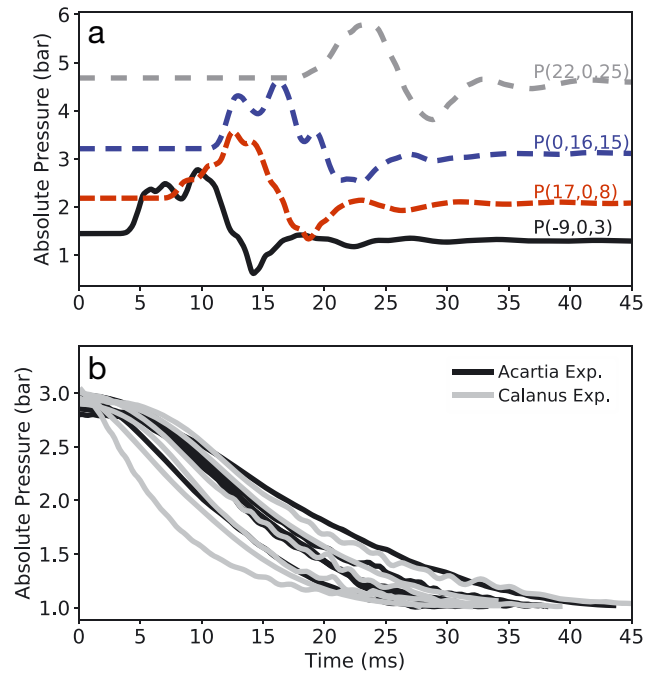 a
Absolute Pressure (bar)
6
5
4
3
2
1
P(22,0,25)
P(0,16,15)
P(17,0,8)
P(-9,0,3)
0 5 10 15 20 25 30 35 40 45
b
Absolute Pressure (bar)
3.0
2.5
2.0
1.5
1.0
Acartia Exp.
Calanus Exp.
0 5 10 15 20 25 30 35 40 45
Time (ms)